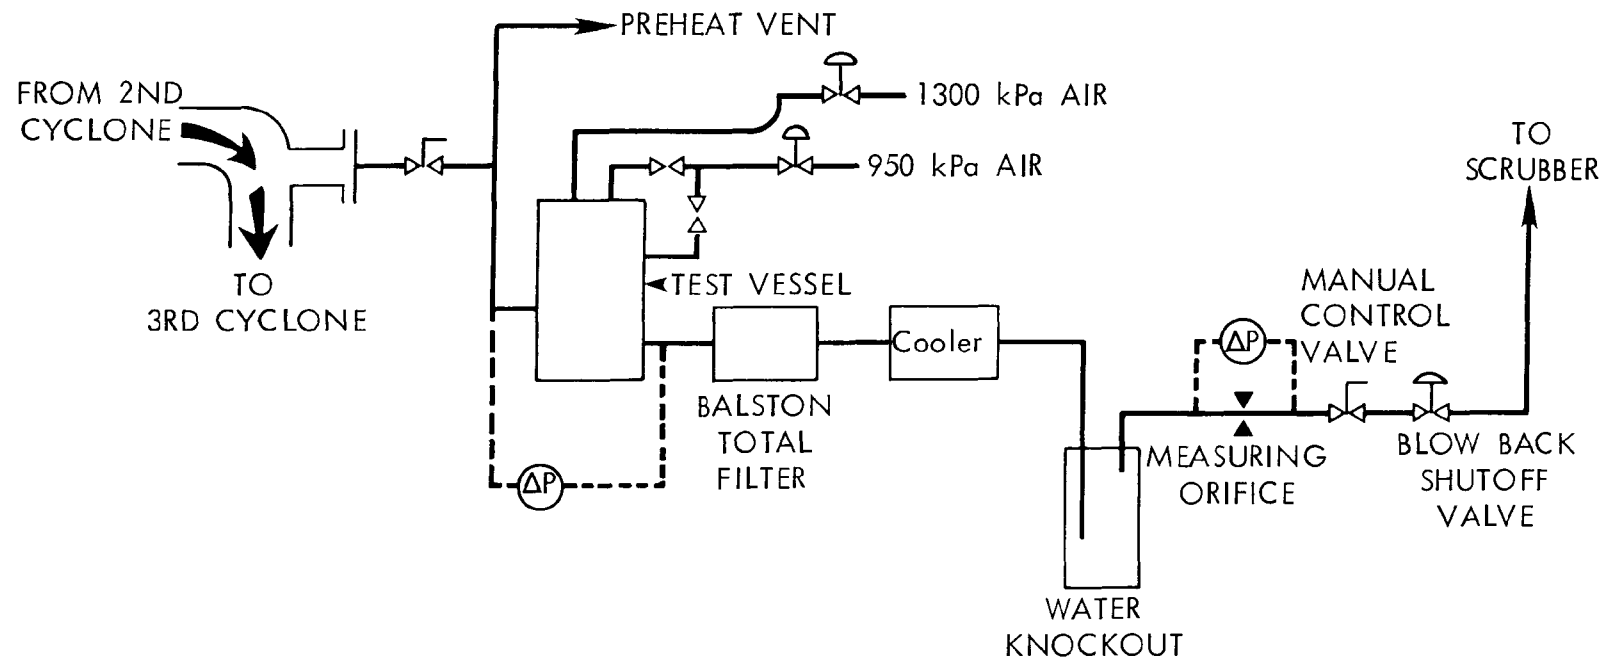 PREHEAT VENT
1300 kPa AIR
FROM 2ND
CYCLONE
950 kPa AIR
TO
SCRUBBER
TO
3RD CYCLONE
TEST VESSEL
MANUAL
CONTROL
VALVE
ΔP
Cooler
BALSTON
TOTAL
FILTER
ΔP
MEASURING
ORIFICE
BLOW BACK
SHUTOFF
VALVE
WATER
KNOCKOUT